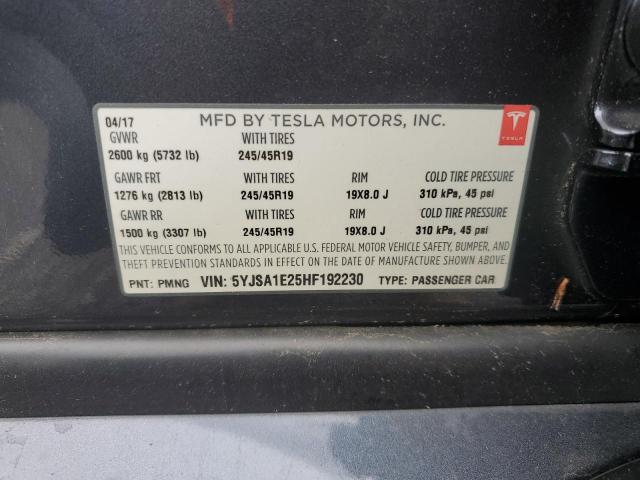 04/17 MFD BY TESLA MOTORS, INC.
TESLA
GVWR WITH TIRES
2600 kg (5732 lb) 245/45R19
GAWR FRT WITH TIRES RIM COLD TIRE PRESSURE
1276 kg (2813 lb) 245/45R19 19X8.0 J 310 kPa, 45 psi
GAWR RR WITH TIRES RIM COLD TIRE PRESSURE
1500 kg (3307 lb) 245/45R19 19X8.0 J 310 kPa, 45 psi
THIS VEHICLE CONFORMS TO ALL APPLICABLE U.S. FEDERAL MOTOR VEHICLE SAFETY, BUMPER, AND
THEFT PREVENTION STANDARDS IN EFFECT ON THE DATE OF MANUFACTURE SHOWN ABOVE.
PNT: PMNG VIN: 5YJSA1E25HF192230 TYPE: PASSENGER CAR